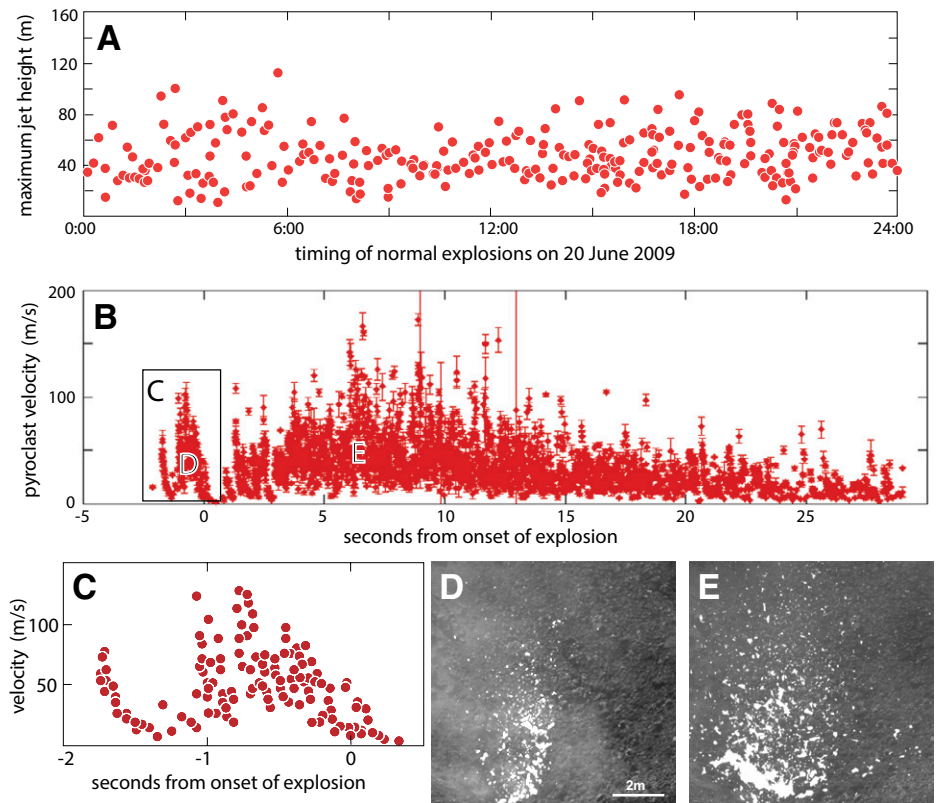 A
maximum jet height (m)
160
120
80
40
0:00
6:00
12:00
18:00
24:00
timing of normal explosions on 20 June 2009
B
pyroclast velocity (m/s)
200
100
0
C
D
E
-5
0
5
10
15
20
25
seconds from onset of explosion
C
velocity (m/s)
100
50
-2
-1
0
seconds from onset of explosion
D
2m
E